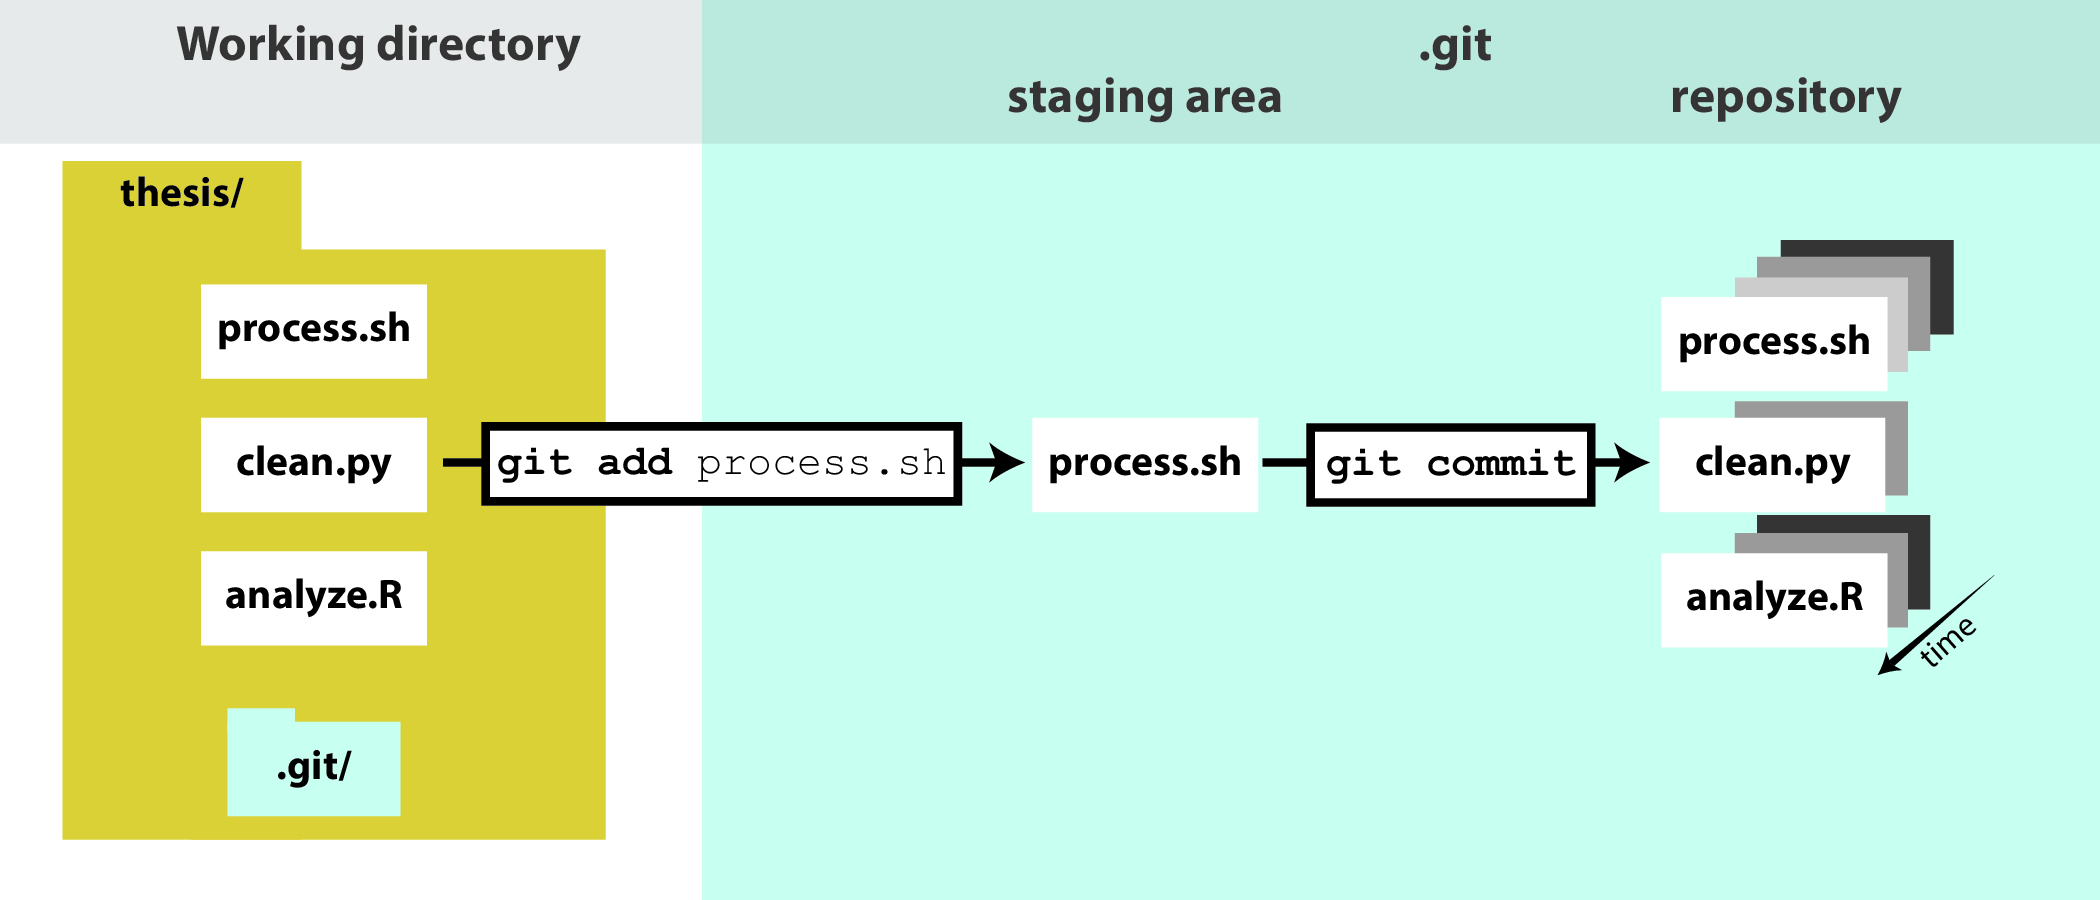 Working directory
.git
staging area
repository
thesis/
process.sh
clean.py
analyze.R
.git/
git add process.sh
process.sh
git commit
process.sh
clean.py
analyze.R
time